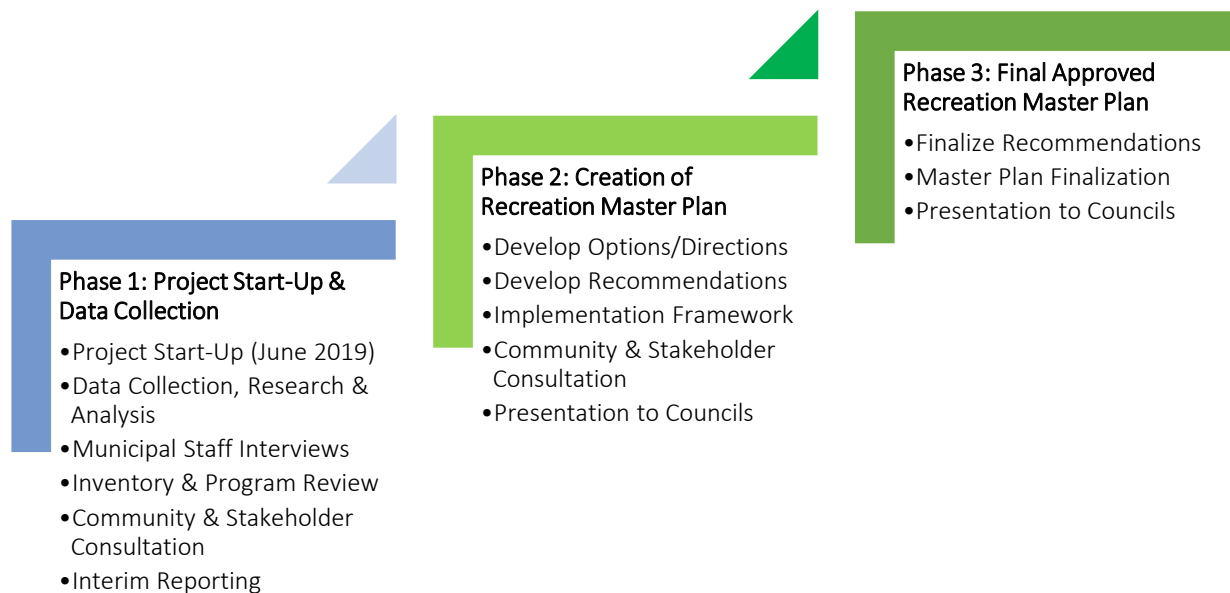 Phase 1: Project Start-Up &
Data Collection
•Project Start-Up (June 2019)
•Data Collection, Research &
Analysis
•Municipal Staff Interviews
•Inventory & Program Review
•Community & Stakeholder
Consultation
•Interim Reporting
Phase 2: Creation of
Recreation Master Plan
•Develop Options/Directions
•Develop Recommendations
•Implementation Framework
•Community & Stakeholder
Consultation
•Presentation to Councils
Phase 3: Final Approved
Recreation Master Plan
•Finalize Recommendations
•Master Plan Finalization
•Presentation to Councils